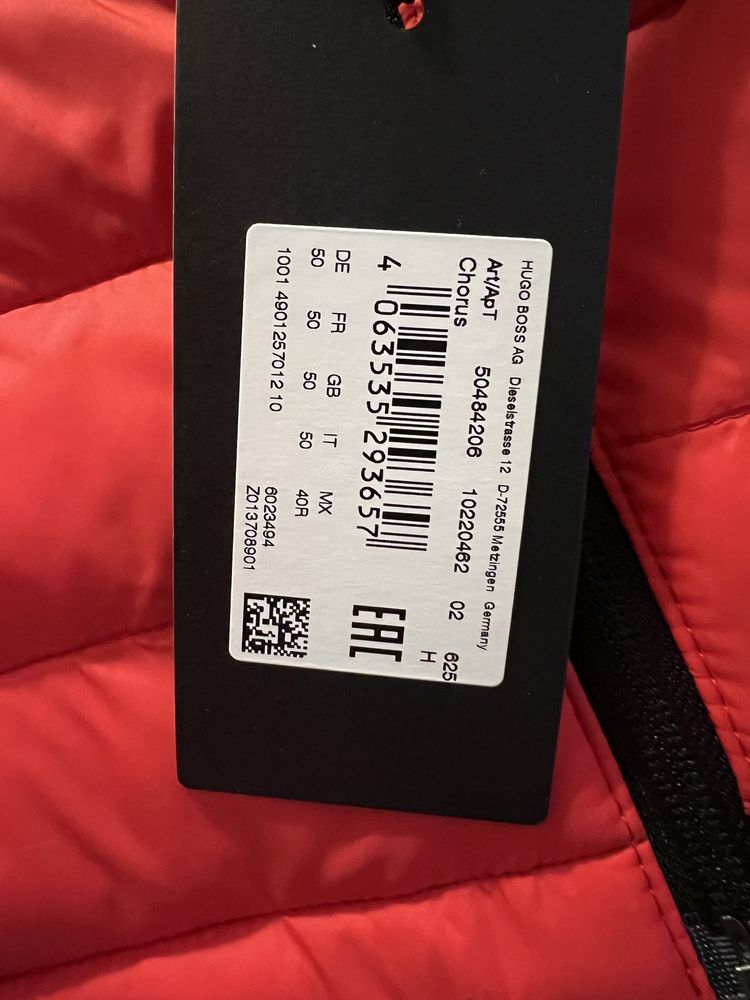 HUGO BOSS AG Dieselstrasse 12 D-72555 Metzingen Germany
Art/ApT 50484206 10220462 02 625
Chorus H
4 063535 293657
EAC
DE FR GB IT MX
50 50 50 50 40R
1001 4901257012 10
6023494
Z013708901